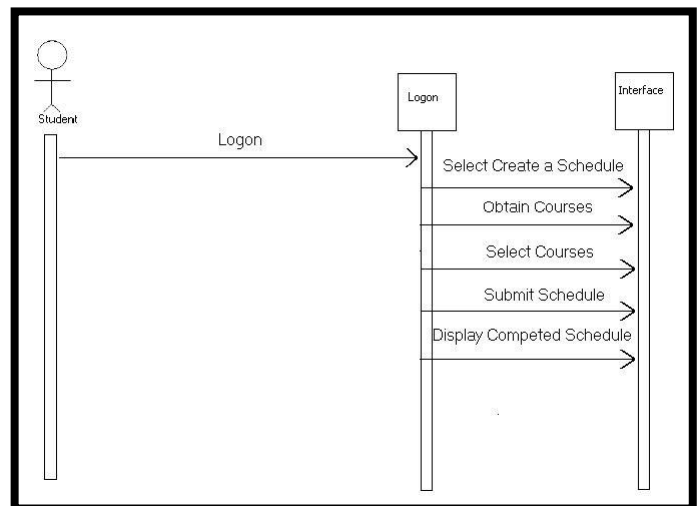 Student
Logon
Interface
Logon
Select Create a Schedule
Obtain Courses
Select Courses
Submit Schedule
Display Competed Schedule